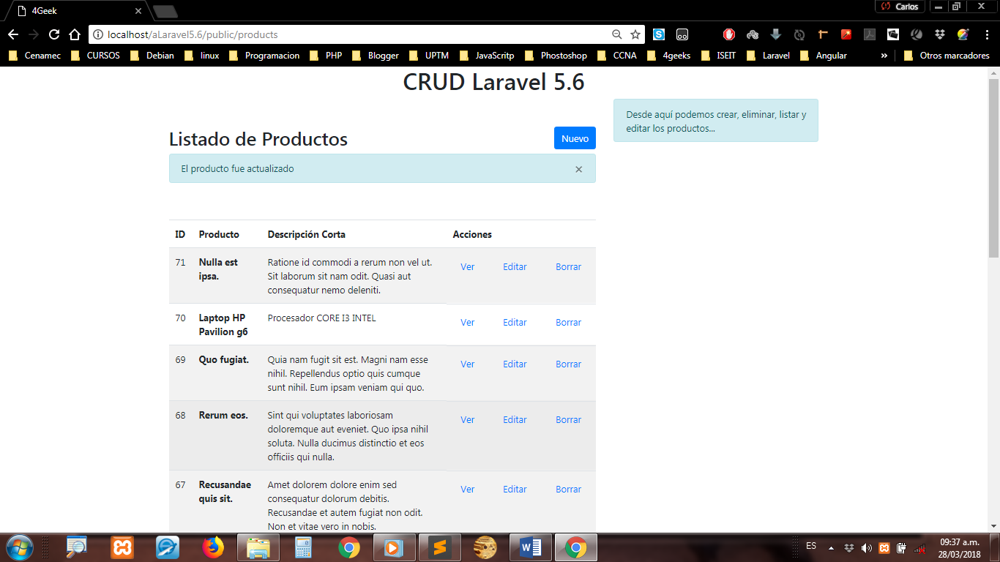 4Geek
Carlos
localhost/aLaravel5.6/public/products
Cenamec CURSOS Debian linux Programacion PHP Blogger UPTM JavaScritp Phostoshop CCNA 4geeks ISEIT Laravel Angular » Otros marcadores
CRUD Laravel 5.6
Desde aquí podemos crear, eliminar, listar y
editar los productos...
Listado de Productos
Nuevo
El producto fue actualizado ×
ID Producto Descripción Corta Acciones
71 Nulla est ipsa. Ratione id commodi a rerum non vel ut.
Sit laborum sit nam odit. Quasi aut
consequatur nemo deleniti.
Ver Editar Borrar
70 Laptop HP Pavilion g6 Procesador CORE I3 INTEL
Ver Editar Borrar
69 Quo fugiat. Quia nam fugit sit est. Magni nam esse
nihil. Repellendus optio quis cumque
sunt nihil. Eum ipsam veniam qui quo.
Ver Editar Borrar
68 Rerum eos. Sint qui voluptates laboriosam
doloremque aut eveniet. Quo ipsa nihil
soluta. Nulla ducimus distinctio et eos
officiis qui nulla.
Ver Editar Borrar
67 Recusandae quis sit. Amet dolorem dolore enim sed
consequatur dolorum debitis.
Recusandae et autem fugiat non odit.
Non et vitae vero in nobis.
Ver Editar Borrar
ES
09:37 a.m.
28/03/2018